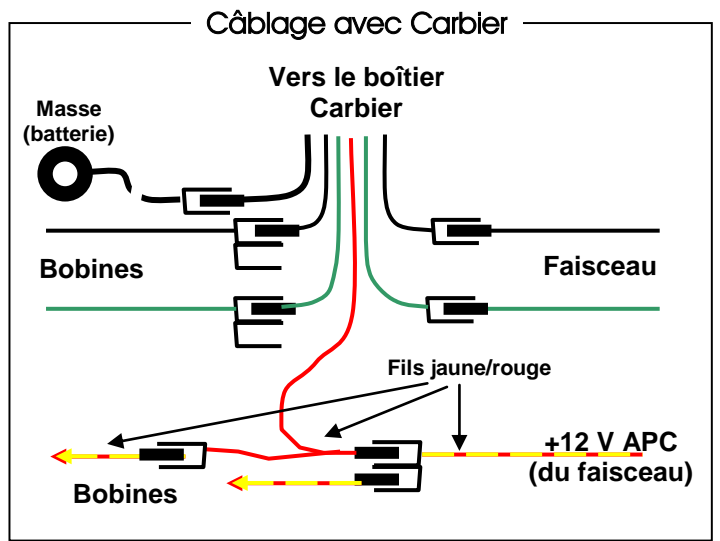 Câblage avec Carbier
Vers le boîtier
Carbier
Masse
(batterie)
Bobines
Faisceau
Fils jaune/rouge
+12 V APC
(du faisceau)
Bobines